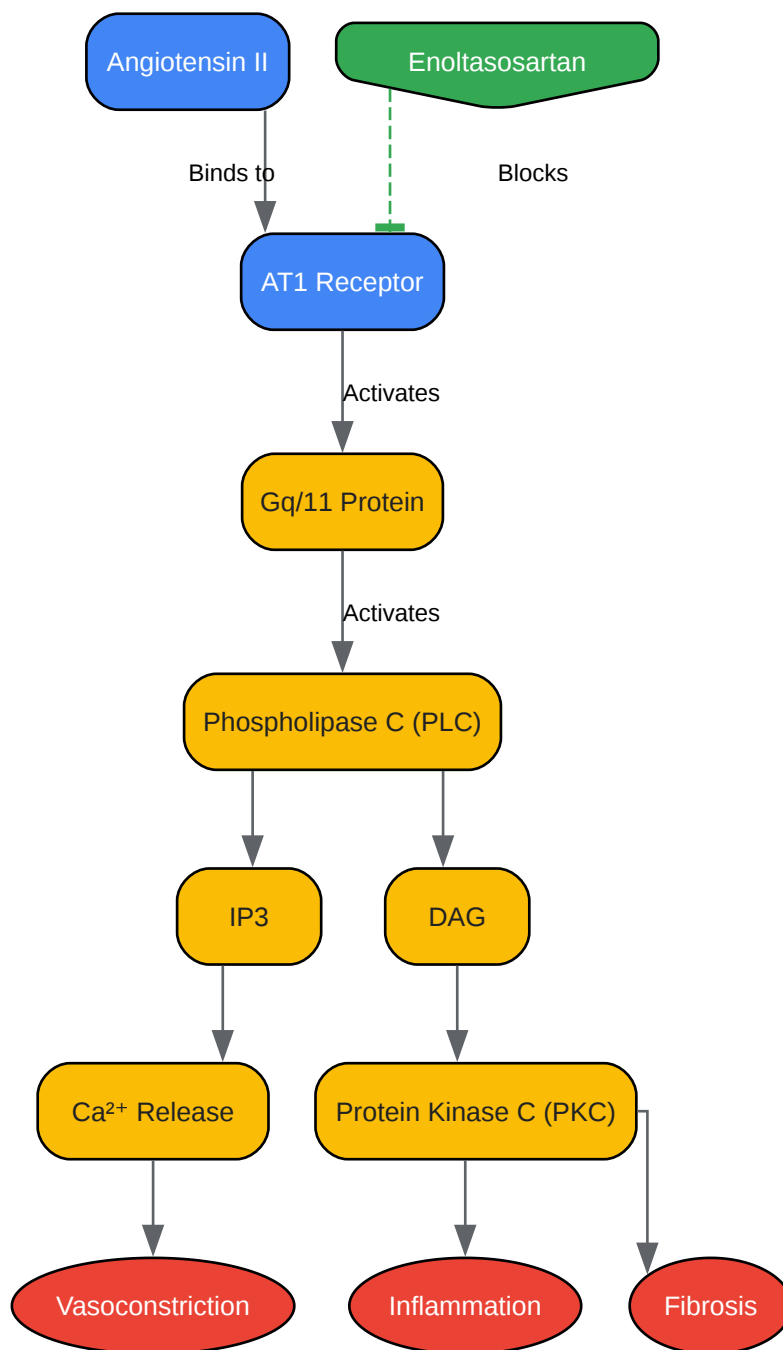 Angiotensin II
Enoltasosartan
Binds to
Blocks
AT1 Receptor
Activates
Gq/11 Protein
Activates
Phospholipase C (PLC)
IP3
DAG
Ca²⁺ Release
Protein Kinase C (PKC)
Vasoconstriction
Inflammation
Fibrosis